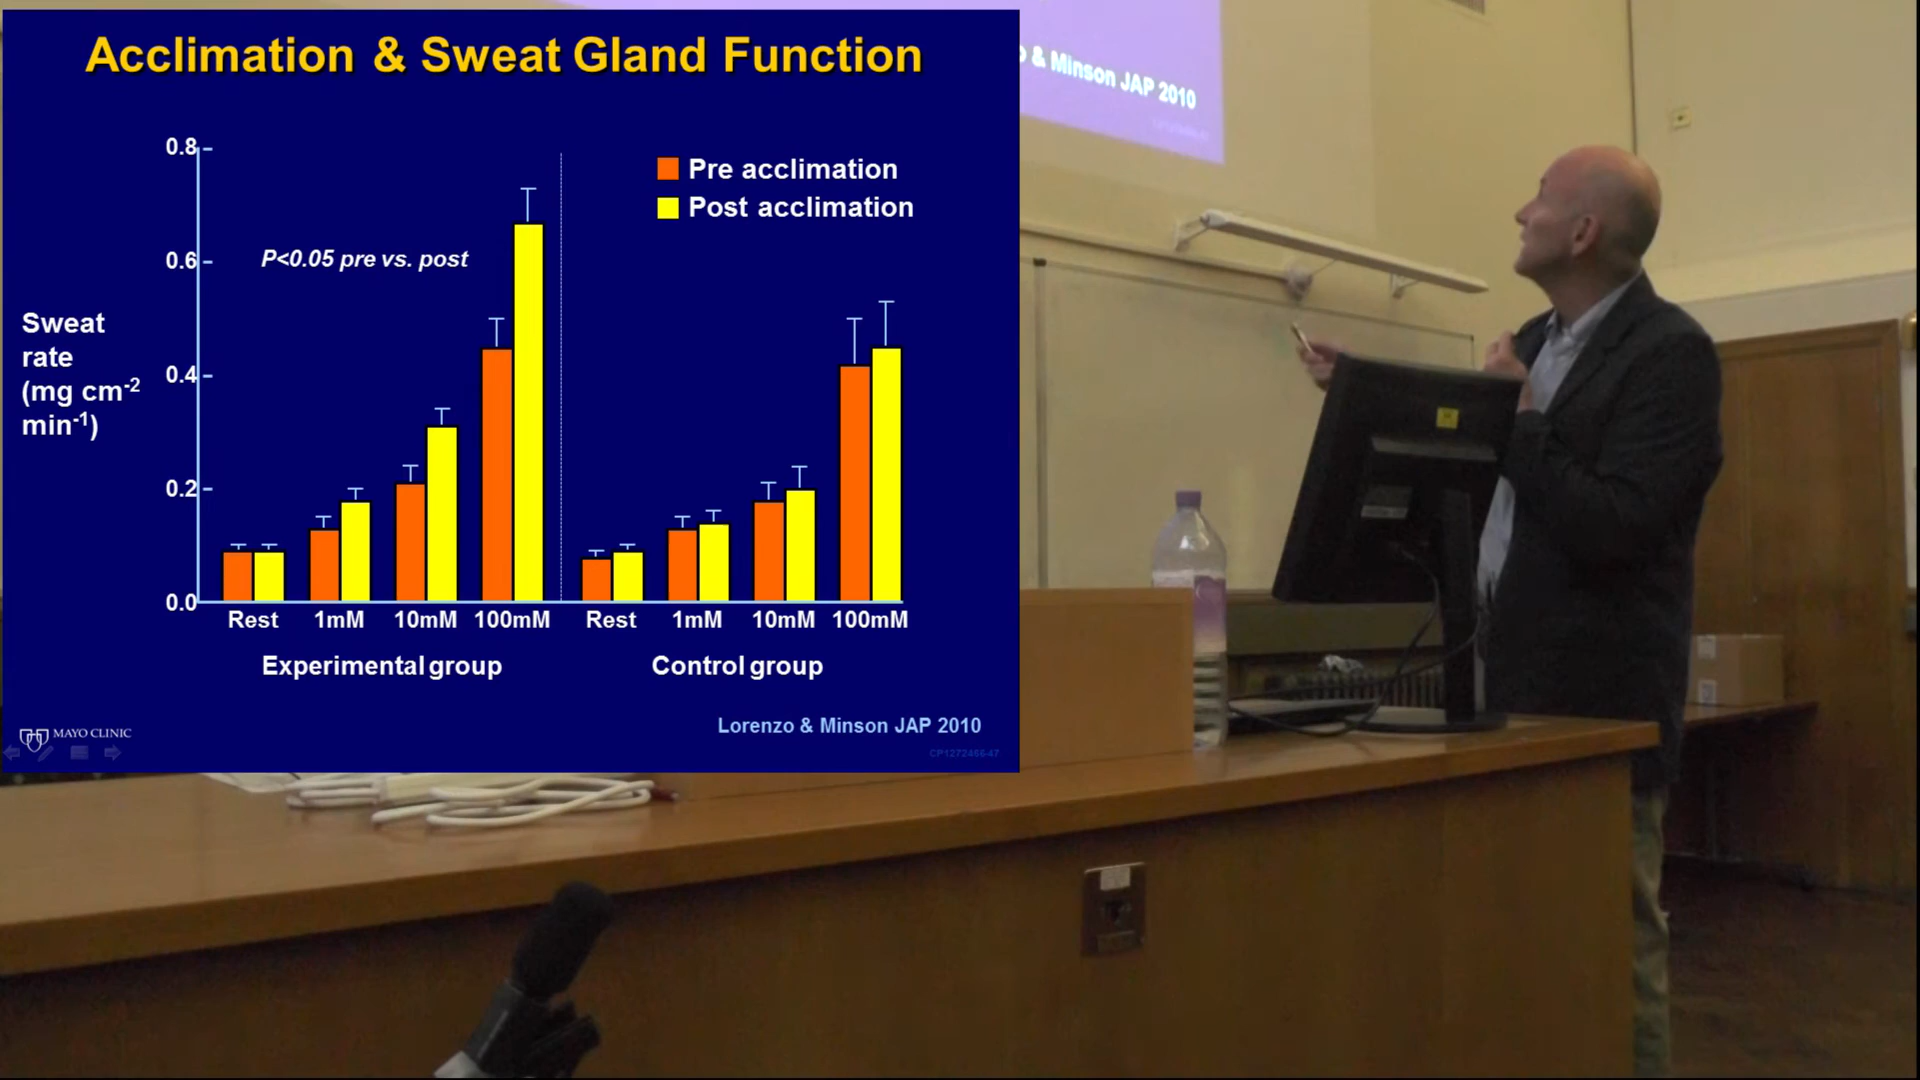 Acclimation & Sweat Gland Function
& Minson JAP 2010
0.8
0.6
0.4
0.2
0.0
Pre acclimation
Post acclimation
P<0.05 pre vs. post
Sweat
rate
(mg cm-2
min-1)
Rest 1mM 10mM 100mM Rest 1mM 10mM 100mM
Experimental group Control group
Lorenzo & Minson JAP 2010
MAYO CLINIC